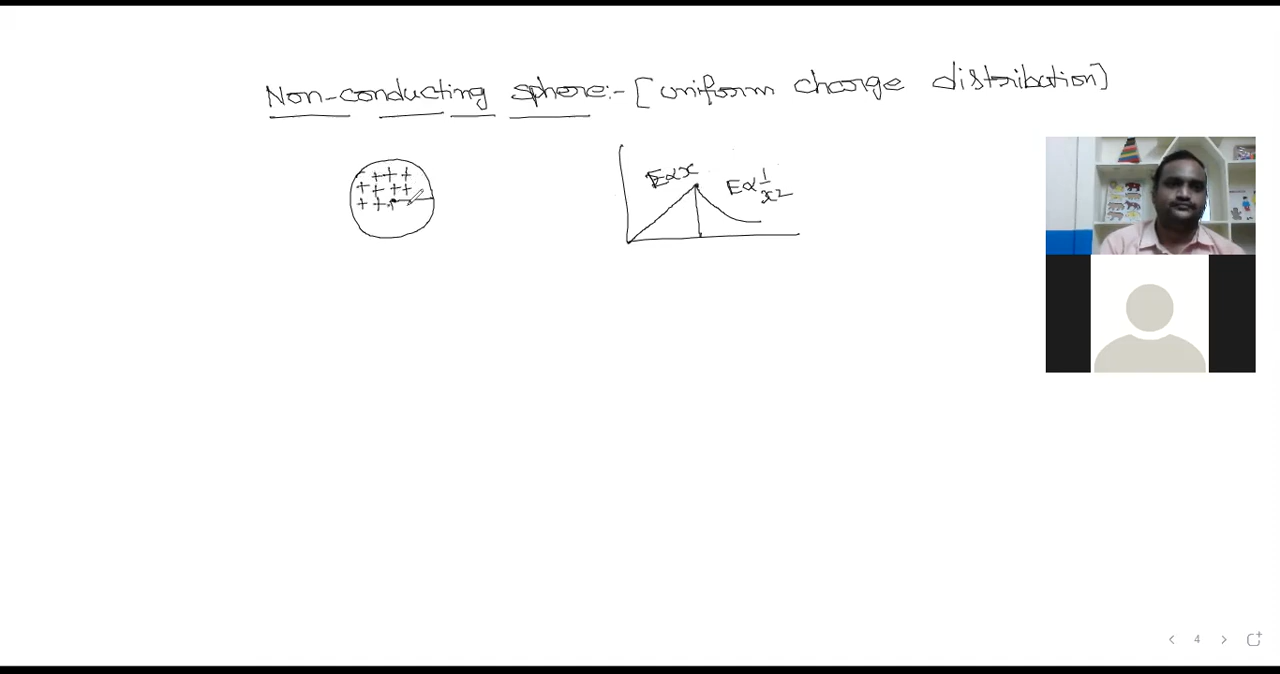 Non-conducting sphere:- [uniform charge distribution]
+++
++++
+++
E∝x
E∝1/x2
4